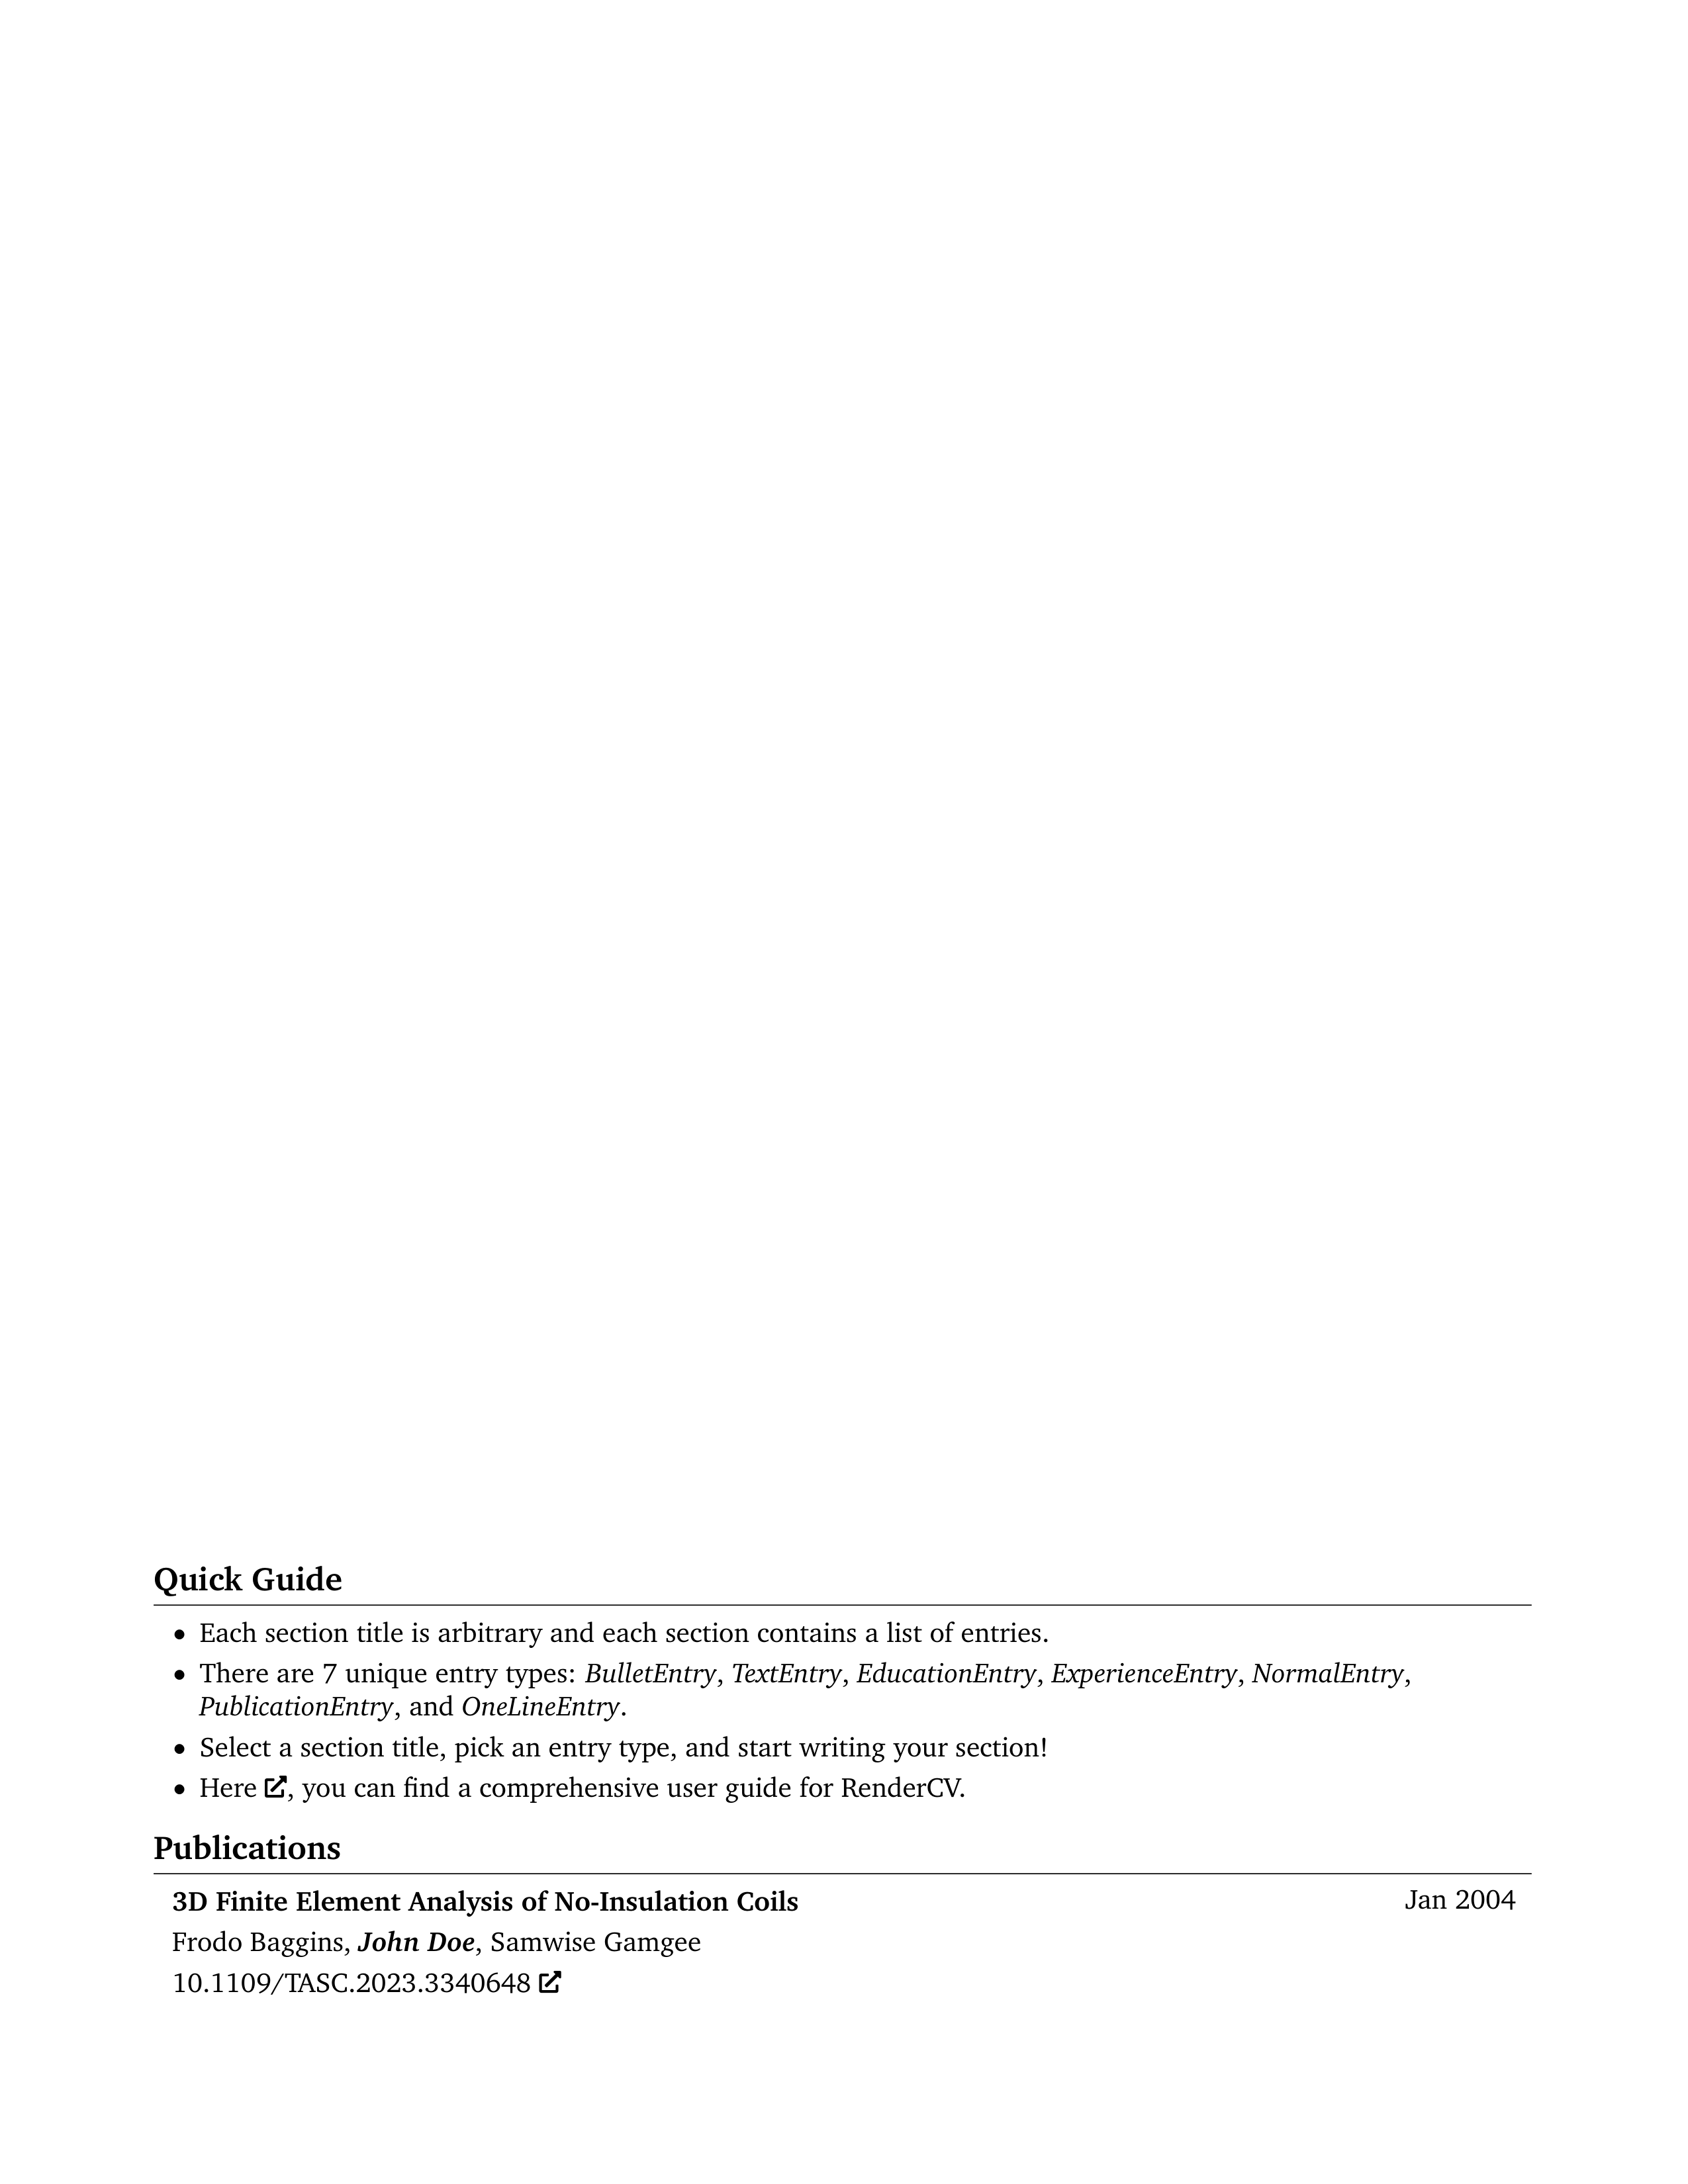 Quick Guide
• Each section title is arbitrary and each section contains a list of entries.
• There are 7 unique entry types: BulletEntry, TextEntry, EducationEntry, ExperienceEntry, NormalEntry,
PublicationEntry, and OneLineEntry.
• Select a section title, pick an entry type, and start writing your section!
• Here , you can find a comprehensive user guide for RenderCV.
Publications
3D Finite Element Analysis of No-Insulation Coils Jan 2004
Frodo Baggins, John Doe, Samwise Gamgee
10.1109/TASC.2023.3340648